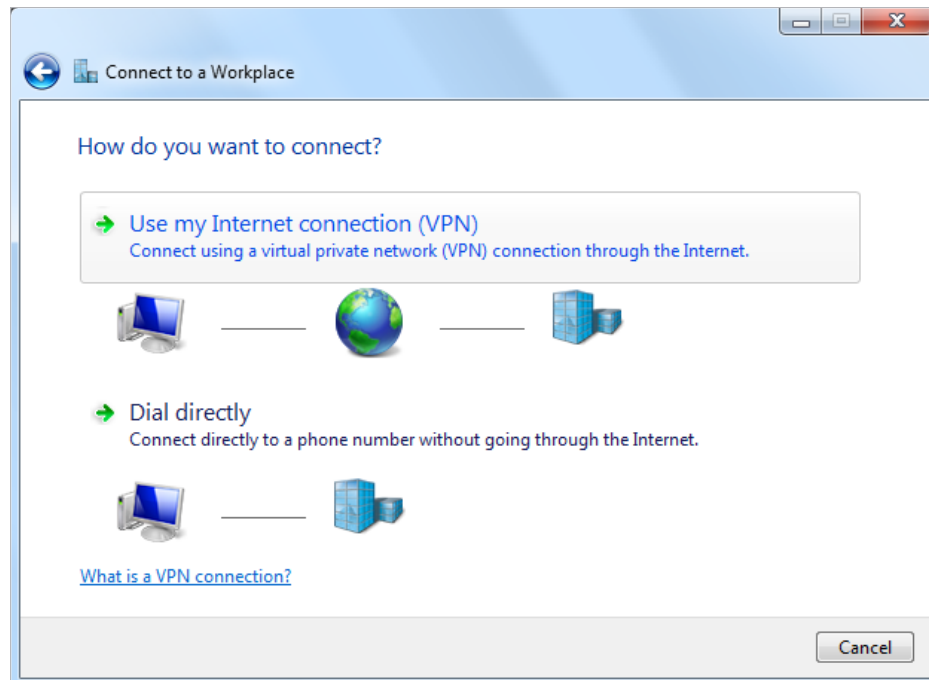 Connect to a Workplace
How do you want to connect?
Use my Internet connection (VPN)
Connect using a virtual private network (VPN) connection through the Internet.
Dial directly
Connect directly to a phone number without going through the Internet.
What is a VPN connection?
Cancel